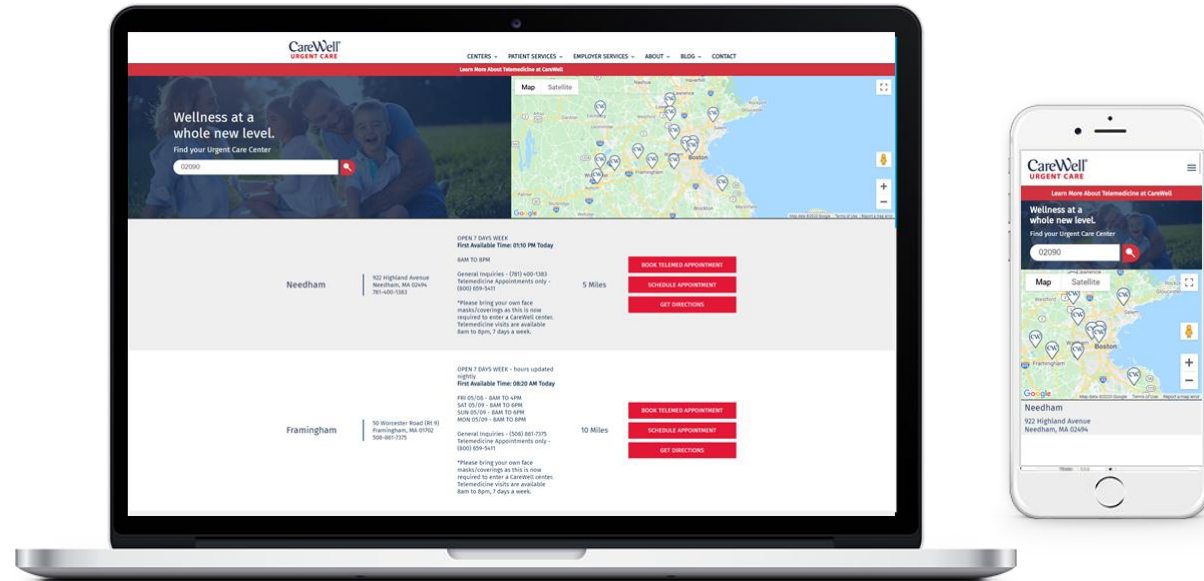 CareWell
URGENT CARE
CENTERS PATIENT SERVICES EMPLOYER SERVICES ABOUT BLOG CONTACT
Learn More About Telemedicine at CareWell
Wellness at a
whole new level.
Find your Urgent Care Center
02090
Map Satellite
Boston
Framingham
Google
Needham
922 Highland Avenue
Needham, MA 02494
781-400-1383
OPEN 7 DAYS WEEK
First Available Time: 01:10 PM Today
8AM TO 8PM
General Inquiries - (781) 400-1383
Telemedicine Appointments only -
(800) 659-5411
*Please bring your own face
masks/coverings as this is now
required to enter a CareWell center.
Telemedicine visits are available
8am to 8pm, 7 days a week.
5 Miles
BOOK TELEMED APPOINTMENT
SCHEDULE APPOINTMENT
GET DIRECTIONS
Framingham
50 Worcester Road (Rt 9)
Framingham, MA 01702
508-861-7375
OPEN 7 DAYS WEEK - hours updated
nightly
First Available Time: 08:20 AM Today
FRI 05/08 - 8AM TO 4PM
SAT 05/09 - 8AM TO 6PM
SUN 05/09 - 8AM TO 6PM
MON 05/09 - 8AM TO 8PM
General Inquiries - (508) 861-7375
Telemedicine Appointments only -
(800) 659-5411
*Please bring your own face
masks/coverings as this is now
required to enter a CareWell center.
Telemedicine visits are available
8am to 8pm, 7 days a week.
10 Miles
BOOK TELEMED APPOINTMENT
SCHEDULE APPOINTMENT
GET DIRECTIONS
CareWell
URGENT CARE
Learn More About Telemedicine at CareWell
Wellness at a
whole new level.
Find your Urgent Care Center
02090
Map Satellite
Boston
Framingham
Google
Map data ©2020 Google Terms of Use Report a map error
Needham
922 Highland Avenue
Needham, MA 02494